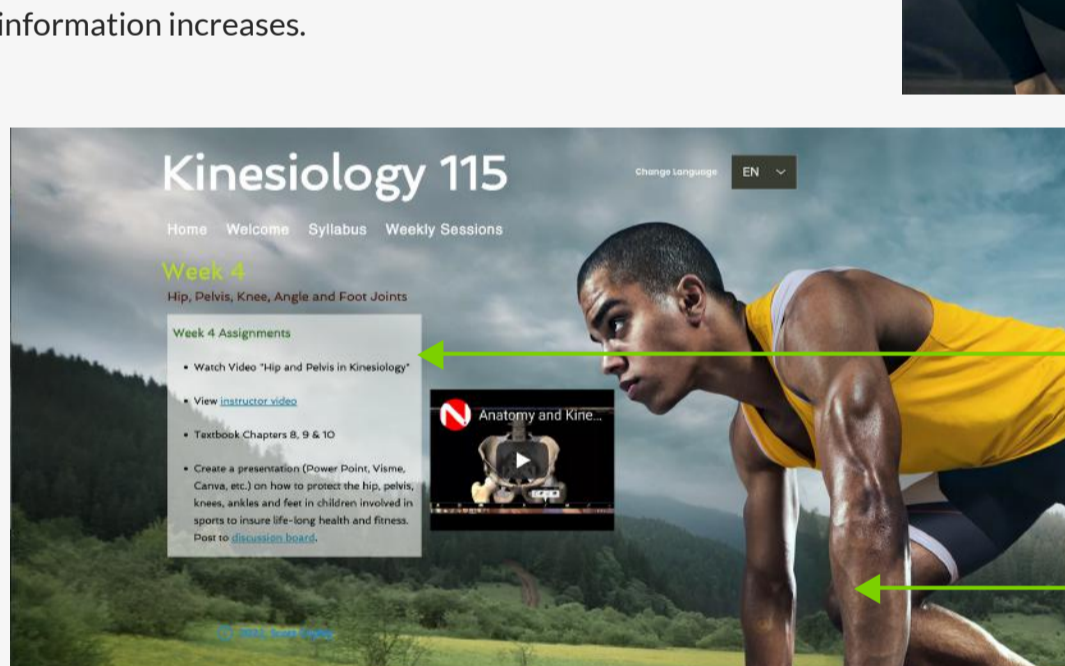 information increases.
Kinesiology 115
Change Language
EN
Home Welcome Syllabus Weekly Sessions
Week 4
Hip, Pelvis, Knee, Angle and Foot Joints
Week 4 Assignments
• Watch Video "Hip and Pelvis in Kinesiology"
• View instructor video
• Textbook Chapters 8, 9 & 10
• Create a presentation (Power Point, Visme,
Canva, etc.) on how to protect the hip, pelvis,
knees, ankles and feet in children involved in
sports to insure life-long health and fitness.
Post to discussion board.
Anatomy and Kine...